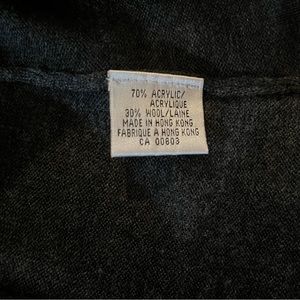 70% ACRYLIC/
ACRYLIQUE
30% WOOL/LAINE
MADE IN HONG KONG
FABRIQUE A HONG KONG
CA 00803